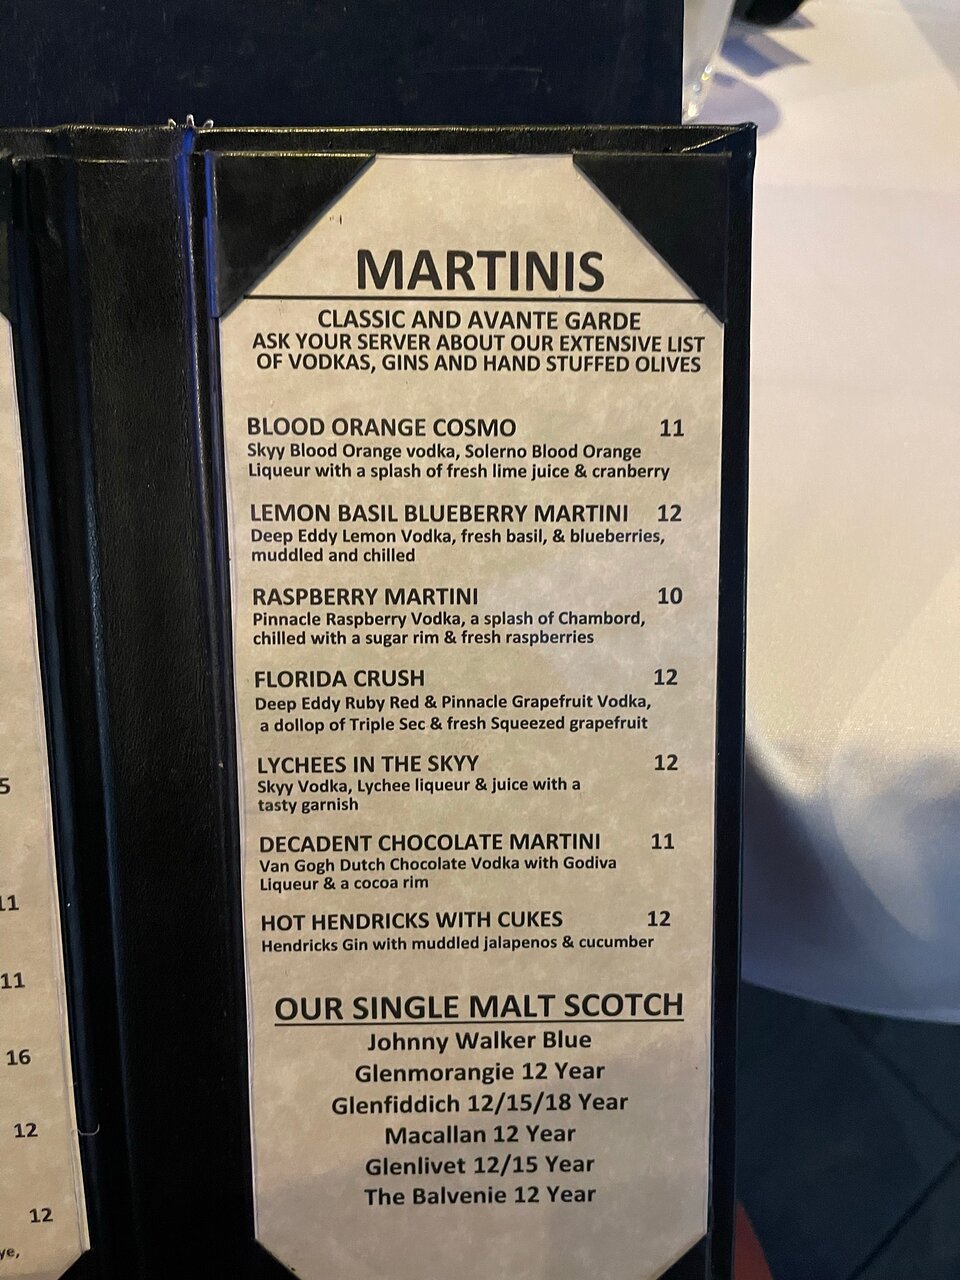 MARTINIS
CLASSIC AND AVANTE GARDE
ASK YOUR SERVER ABOUT OUR EXTENSIVE LIST
OF VODKAS, GINS AND HAND STUFFED OLIVES
BLOOD ORANGE COSMO 11
Skyy Blood Orange vodka, Solerno Blood Orange
Liqueur with a splash of fresh lime juice & cranberry
LEMON BASIL BLUEBERRY MARTINI 12
Deep Eddy Lemon Vodka, fresh basil, & blueberries,
muddled and chilled
RASPBERRY MARTINI 10
Pinnacle Raspberry Vodka, a splash of Chambord,
chilled with a sugar rim & fresh raspberries
FLORIDA CRUSH 12
Deep Eddy Ruby Red & Pinnacle Grapefruit Vodka,
a dollop of Triple Sec & fresh Squeezed grapefruit
LYCHEES IN THE SKYY 12
Skyy Vodka, Lychee liqueur & juice with a
tasty garnish
DECADENT CHOCOLATE MARTINI 11
Van Gogh Dutch Chocolate Vodka with Godiva
Liqueur & a cocoa rim
HOT HENDRICKS WITH CUKES 12
Hendricks Gin with muddled jalapenos & cucumber
OUR SINGLE MALT SCOTCH
Johnny Walker Blue
Glenmorangie 12 Year
Glenfiddich 12/15/18 Year
Macallan 12 Year
Glenlivet 12/15 Year
The Balvenie 12 Year
11
11
16
12
12